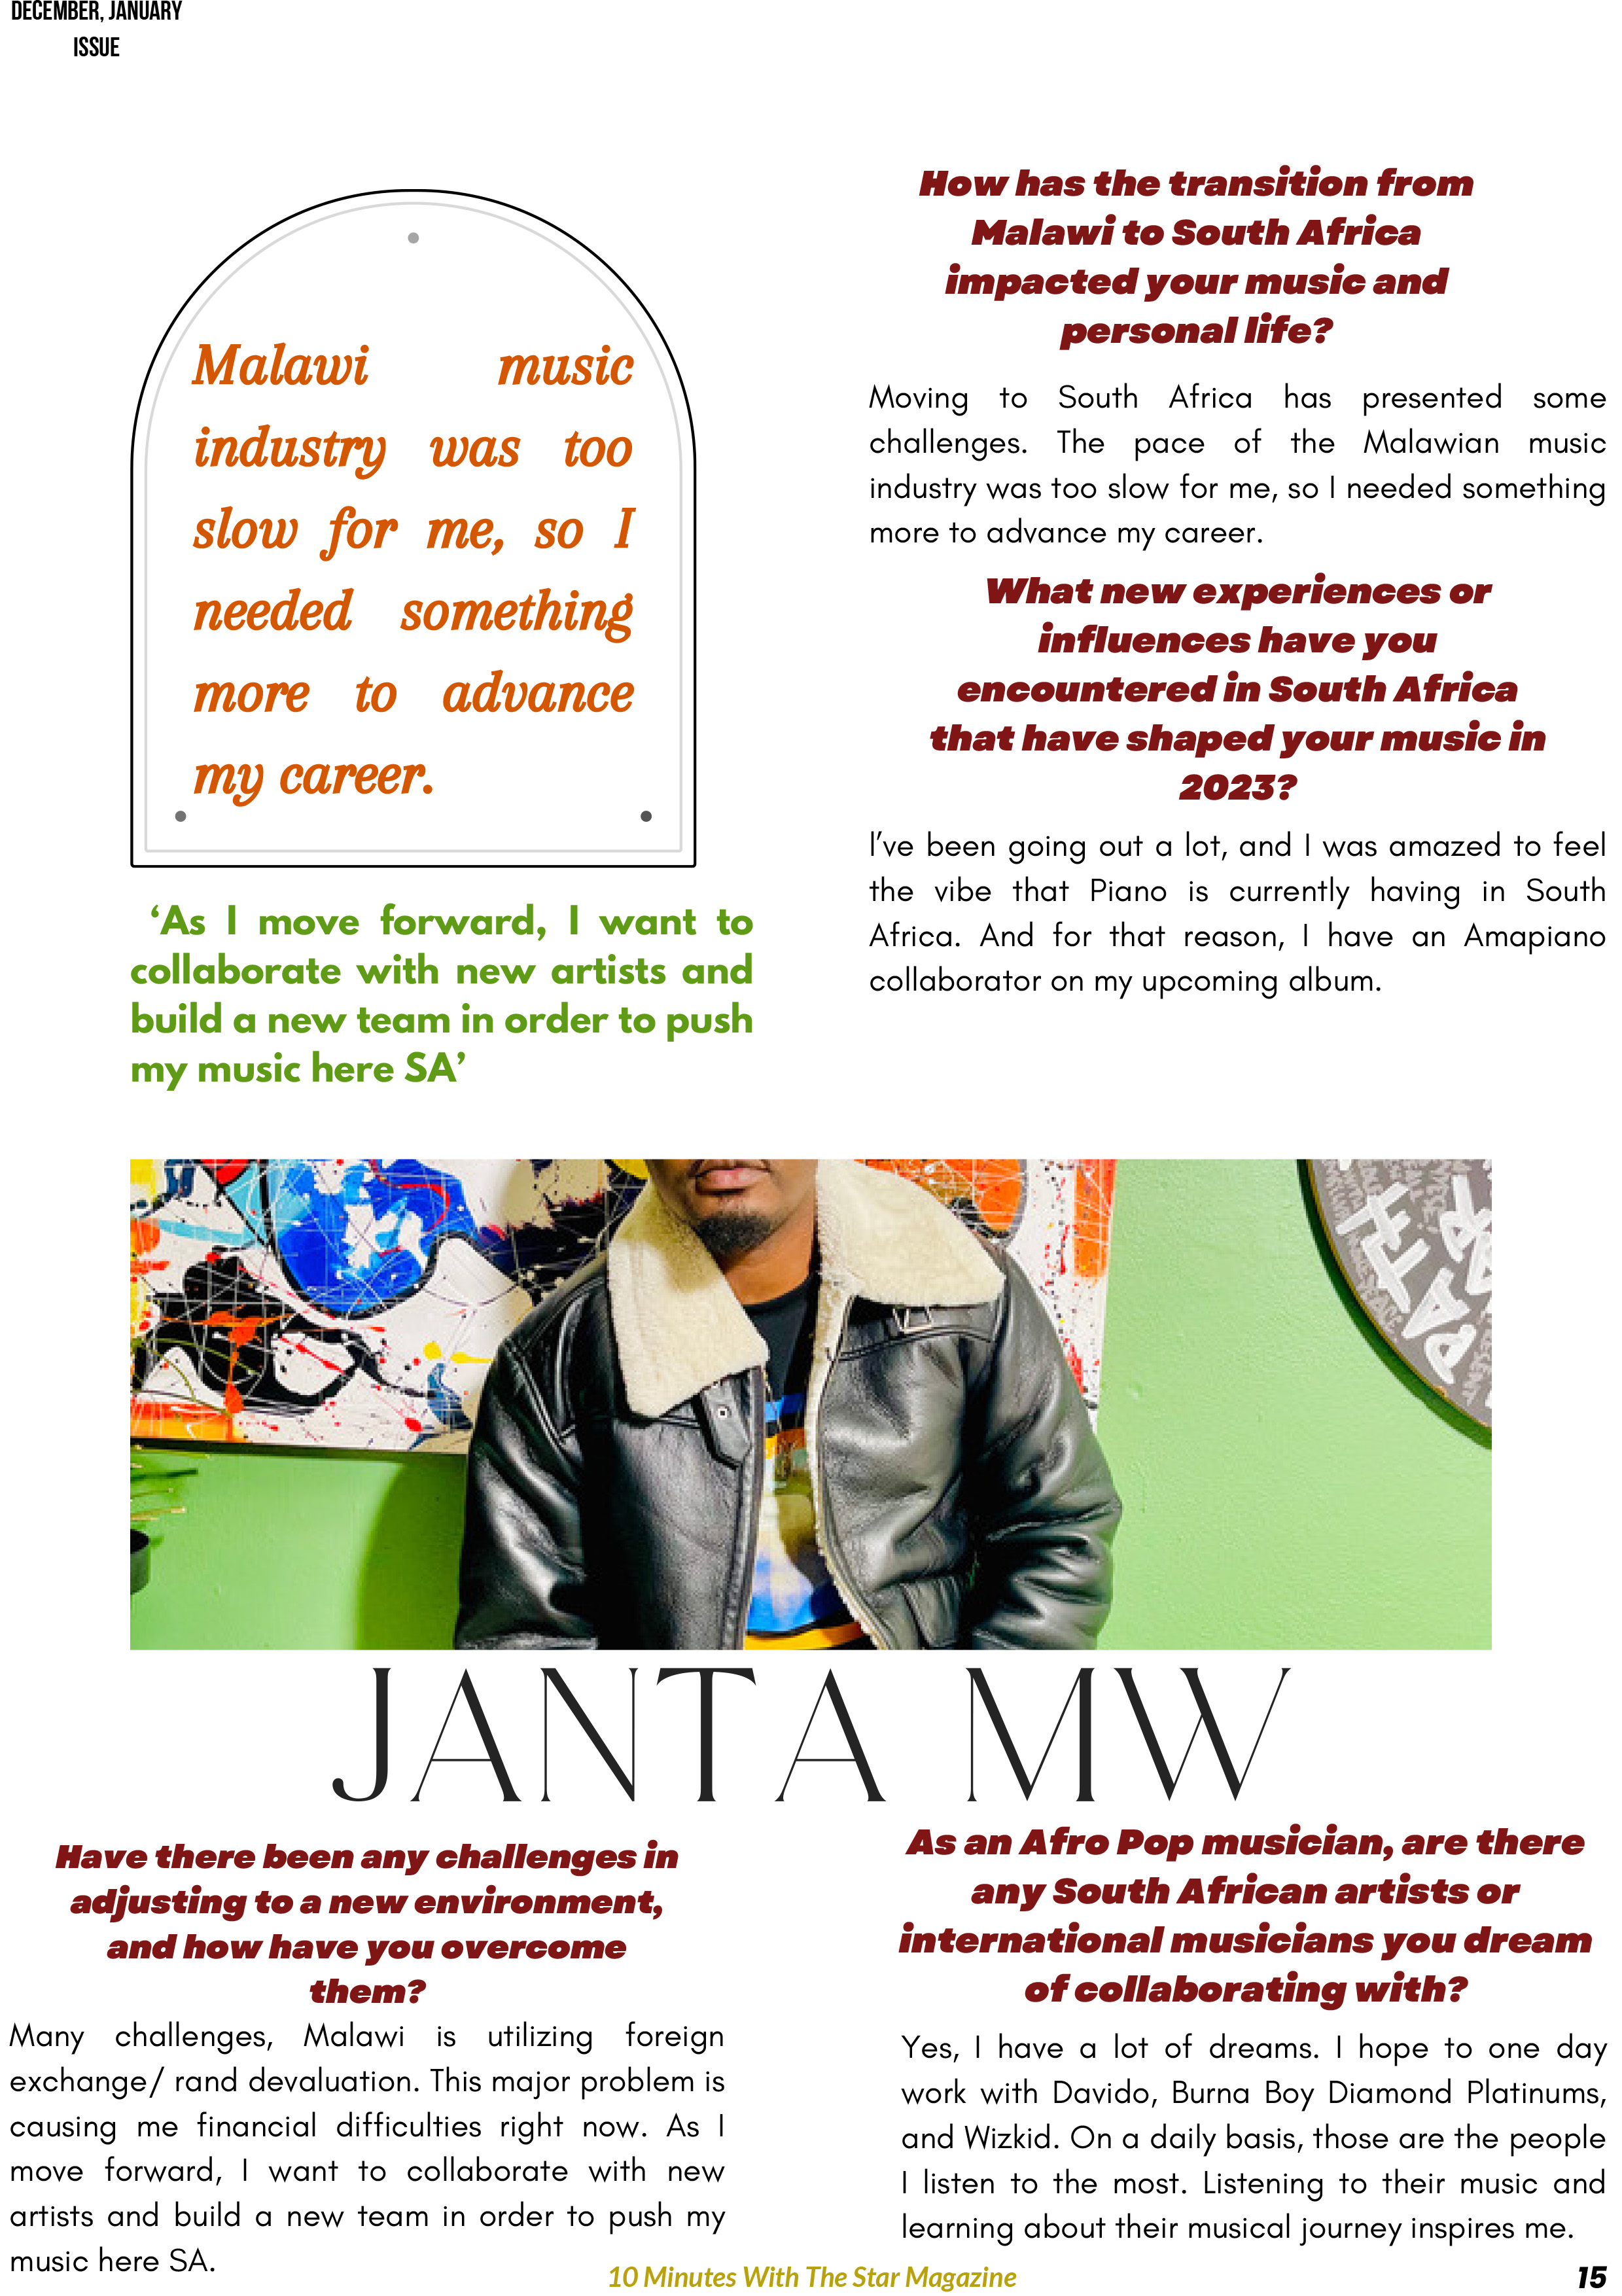 DECEMBER, JANUARY
ISSUE
Malawi music
industry was too
slow for me, so I
needed something
more to advance
my career.
‘As I move forward, I want to
collaborate with new artists and
build a new team in order to push
my music here SA’
How has the transition from
Malawi to South Africa
impacted your music and
personal life?
Moving to South Africa has presented some
challenges. The pace of the Malawian music
industry was too slow for me, so I needed something
more to advance my career.
What new experiences or
influences have you
encountered in South Africa
that have shaped your music in
2023?
I’ve been going out a lot, and I was amazed to feel
the vibe that Piano is currently having in South
Africa. And for that reason, I have an Amapiano
collaborator on my upcoming album.
JANTA MW
Have there been any challenges in
adjusting to a new environment,
and how have you overcome
them?
Many challenges, Malawi is utilizing foreign
exchange/ rand devaluation. This major problem is
causing me financial difficulties right now. As I
move forward, I want to collaborate with new
artists and build a new team in order to push my
music here SA.
As an Afro Pop musician, are there
any South African artists or
international musicians you dream
of collaborating with?
Yes, I have a lot of dreams. I hope to one day
work with Davido, Burna Boy Diamond Platinums,
and Wizkid. On a daily basis, those are the people
I listen to the most. Listening to their music and
learning about their musical journey inspires me.
10 Minutes With The Star Magazine
15